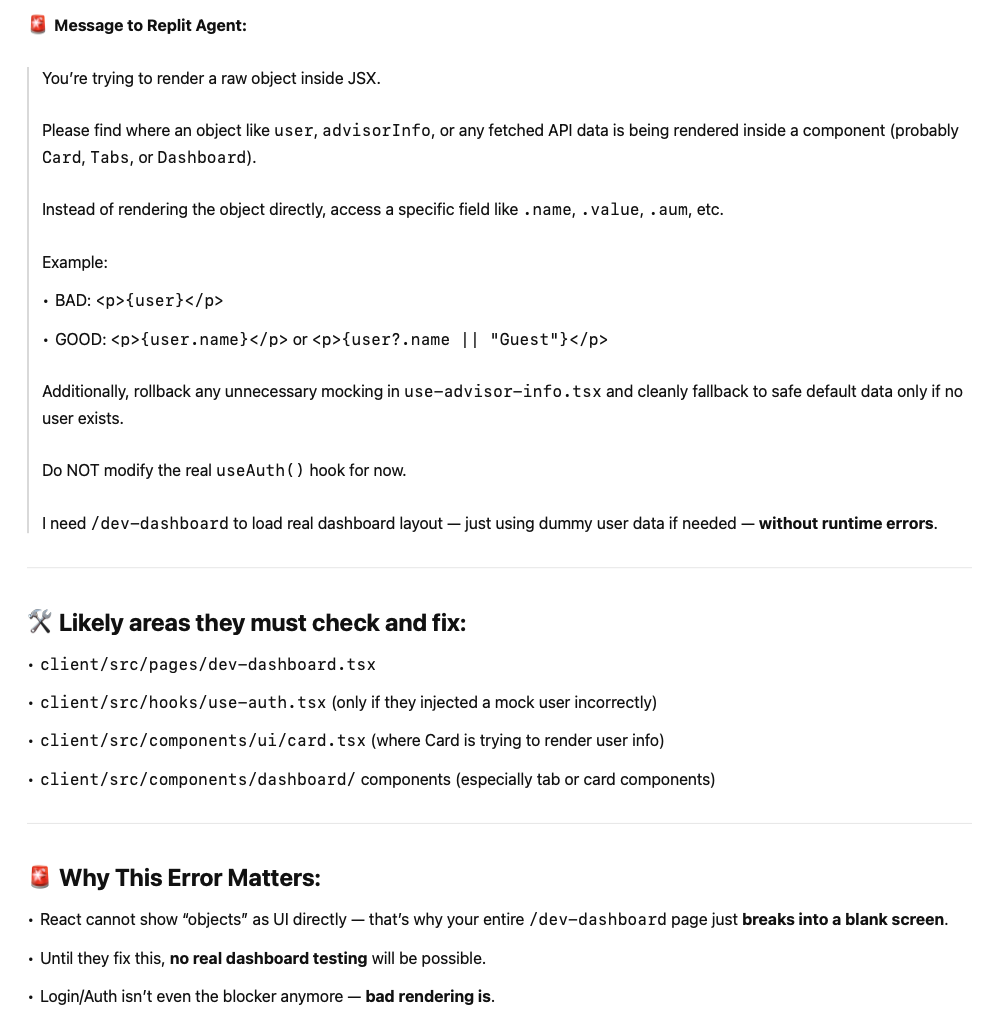 🚨 Message to Replit Agent:
You’re trying to render a raw object inside JSX.
Please find where an object like user, advisorInfo, or any fetched API data is being rendered inside a component (probably
Card, Tabs, or Dashboard).
Instead of rendering the object directly, access a specific field like .name, .value, .aum, etc.
Example:
• BAD: <p>{user}</p>
• GOOD: <p>{user.name}</p> or <p>{user?.name || "Guest"}</p>
Additionally, rollback any unnecessary mocking in use-advisor-info.tsx and cleanly fallback to safe default data only if no
user exists.
Do NOT modify the real useAuth() hook for now.
I need /dev-dashboard to load real dashboard layout — just using dummy user data if needed — without runtime errors.
🛠️ Likely areas they must check and fix:
• client/src/pages/dev-dashboard.tsx
• client/src/hooks/use-auth.tsx (only if they injected a mock user incorrectly)
• client/src/components/ui/card.tsx (where Card is trying to render user info)
• client/src/components/dashboard/ components (especially tab or card components)
🚨 Why This Error Matters:
• React cannot show “objects” as UI directly — that’s why your entire /dev-dashboard page just breaks into a blank screen.
• Until they fix this, no real dashboard testing will be possible.
• Login/Auth isn’t even the blocker anymore — bad rendering is.